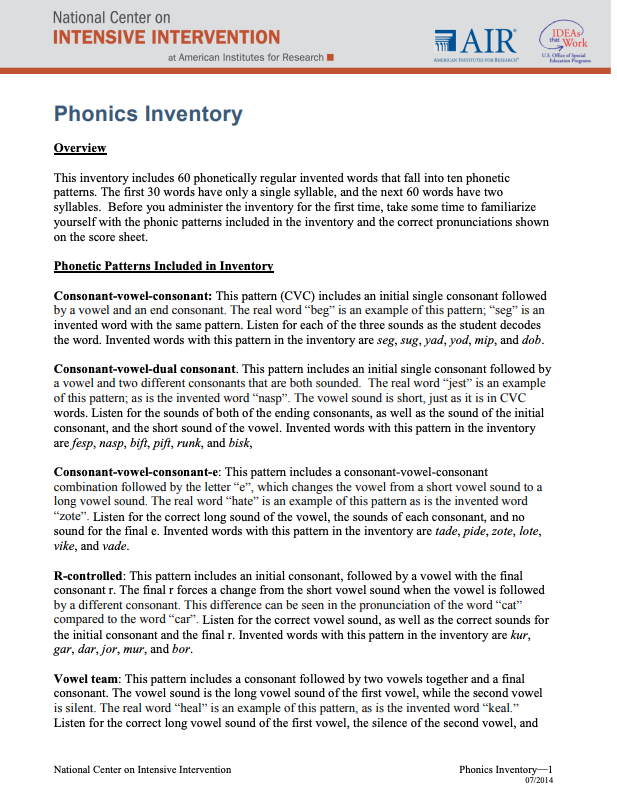 National Center on
INTENSIVE INTERVENTION
at American Institutes for Research
AIR®
AMERICAN INSTITUTES FOR RESEARCH®
IDEAs
that
Work
U.S. Office of Special
Education Programs
Phonics Inventory
Overview
This inventory includes 60 phonetically regular invented words that fall into ten phonetic
patterns. The first 30 words have only a single syllable, and the next 60 words have two
syllables.  Before you administer the inventory for the first time, take some time to familiarize
yourself with the phonic patterns included in the inventory and the correct pronunciations shown
on the score sheet.
Phonetic Patterns Included in Inventory
Consonant-vowel-consonant: This pattern (CVC) includes an initial single consonant followed
by a vowel and an end consonant. The real word “beg” is an example of this pattern; “seg” is an
invented word with the same pattern. Listen for each of the three sounds as the student decodes
the word. Invented words with this pattern in the inventory are seg, sug, yad, yod, mip, and dob.
Consonant-vowel-dual consonant. This pattern includes an initial single consonant followed by
a vowel and two different consonants that are both sounded.  The real word “jest” is an example
of this pattern; as is the invented word “nasp”. The vowel sound is short, just as it is in CVC
words. Listen for the sounds of both of the ending consonants, as well as the sound of the initial
consonant, and the short sound of the vowel. Invented words with this pattern in the inventory
are fesp, nasp, bift, pift, runk, and bisk,
Consonant-vowel-consonant-e: This pattern includes a consonant-vowel-consonant
combination followed by the letter “e”, which changes the vowel from a short vowel sound to a
long vowel sound. The real word “hate” is an example of this pattern as is the invented word
“zote”. Listen for the correct long sound of the vowel, the sounds of each consonant, and no
sound for the final e. Invented words with this pattern in the inventory are tade, pide, zote, lote,
vike, and vade.
R-controlled: This pattern includes an initial consonant, followed by a vowel with the final
consonant r. The final r forces a change from the short vowel sound when the vowel is followed
by a different consonant. This difference can be seen in the pronunciation of the word “cat”
compared to the word “car”. Listen for the correct vowel sound, as well as the correct sounds for
the initial consonant and the final r. Invented words with this pattern in the inventory are kur,
gar, dar, jor, mur, and bor.
Vowel team: This pattern includes a consonant followed by two vowels together and a final
consonant. The vowel sound is the long vowel sound of the first vowel, while the second vowel
is silent. The real word “heal” is an example of this pattern, as is the invented word “keal.”
Listen for the correct long vowel sound of the first vowel, the silence of the second vowel, and
National Center on Intensive Intervention
Phonics Inventory—1
07/2014